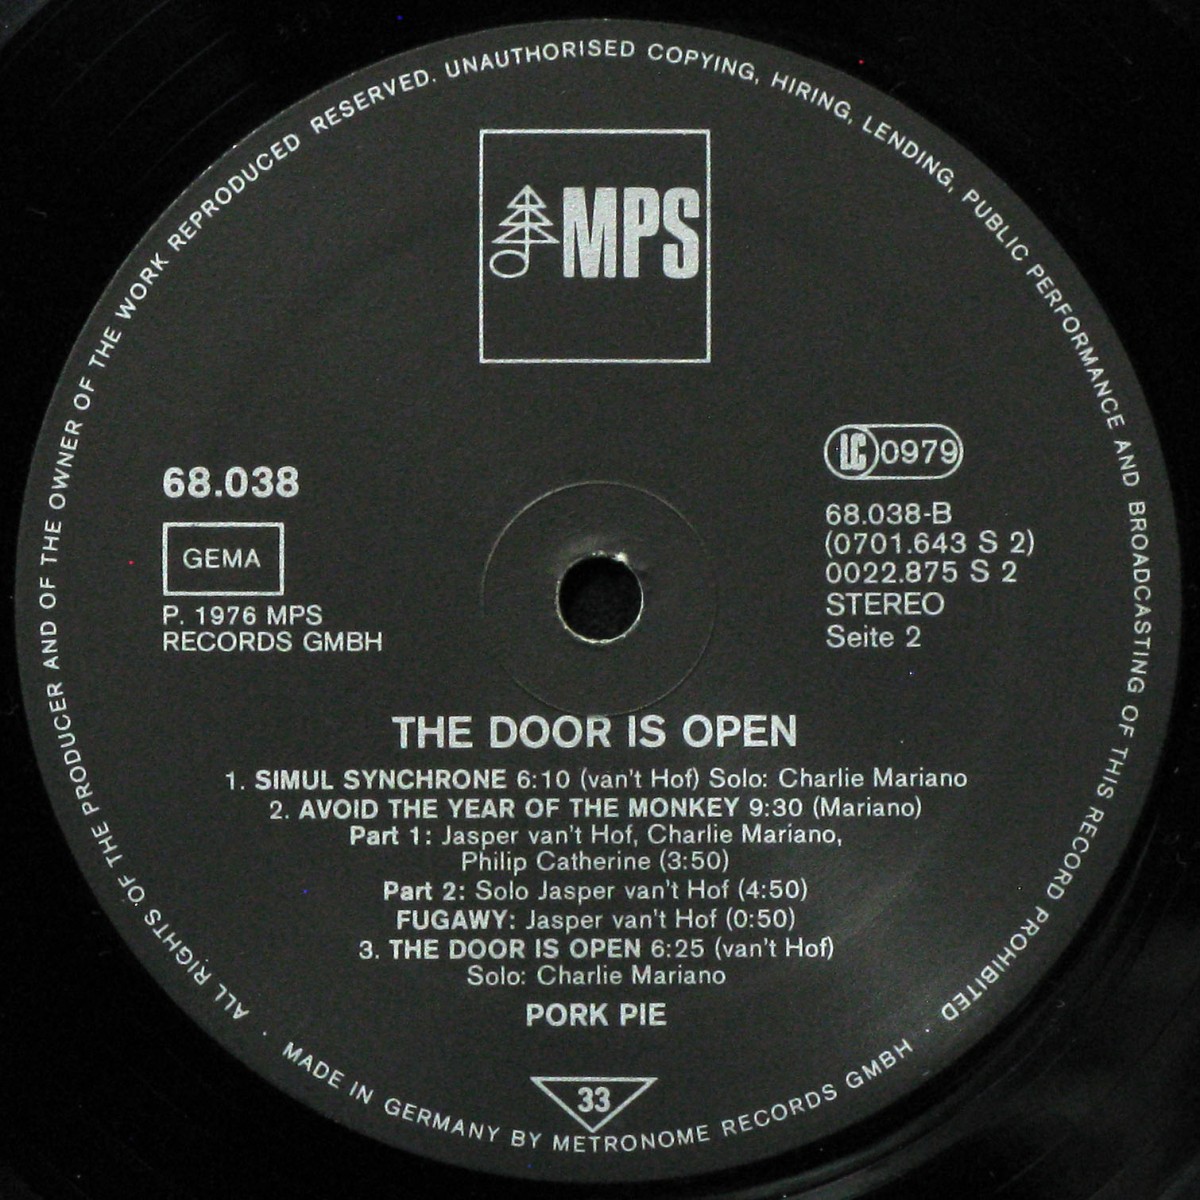 ALL RIGHTS OF THE PRODUCER AND OF THE OWNER OF THE WORK REPRODUCED RESERVED. UNAUTHORISED COPYING, HIRING, LENDING, PUBLIC PERFORMANCE AND BROADCASTING OF THIS RECORD PROHIBITED
MPS
68.038
GEMA
P. 1976 MPS
RECORDS GMBH
LC 0979
68.038-B
(0701.643 S 2)
0022.875 S 2
STEREO
Seite 2
THE DOOR IS OPEN
1. SIMUL SYNCHRONE 6:10 (van't Hof) Solo: Charlie Mariano
2. AVOID THE YEAR OF THE MONKEY 9:30 (Mariano)
Part 1: Jasper van't Hof, Charlie Mariano,
Philip Catherine (3:50)
Part 2: Solo Jasper van't Hof (4:50)
FUGAWY: Jasper van't Hof (0:50)
3. THE DOOR IS OPEN 6:25 (van't Hof)
Solo: Charlie Mariano
PORK PIE
33
· MADE IN GERMANY BY METRONOME RECORDS GMBH ·